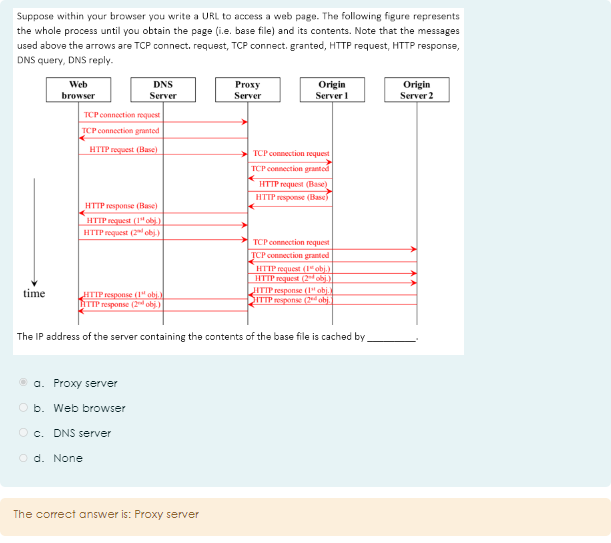 Suppose within your browser you write a URL to access a web page. The following figure represents
the whole process until you obtain the page (i.e. base file) and its contents. Note that the messages
used above the arrows are TCP connect. request, TCP connect. granted, HTTP request, HTTP response,
DNS query, DNS reply.
Web browser
DNS Server
Proxy Server
Origin Server 1
Origin Server 2
TCP connection request
TCP connection granted
HTTP request (Base)
TCP connection request
TCP connection granted
HTTP request (Base)
HTTP response (Base)
HTTP response (Base)
HTTP request (1st obj.)
HTTP request (2nd obj.)
TCP connection request
TCP connection granted
HTTP request (1st obj.)
HTTP request (2nd obj.)
HTTP response (1st obj.)
HTTP response (2nd obj.)
HTTP response (1st obj.)
HTTP response (2nd obj.)
time
The IP address of the server containing the contents of the base file is cached by ________.
a. Proxy server
b. Web browser
c. DNS server
d. None
The correct answer is: Proxy server